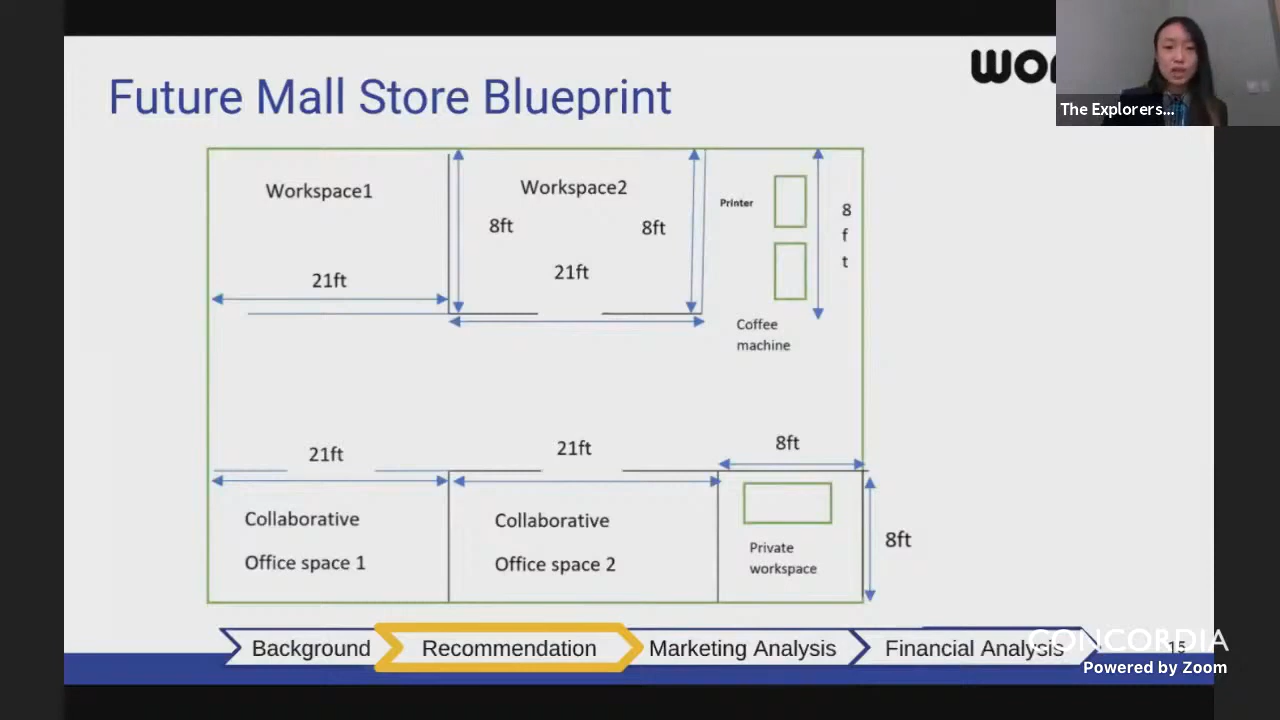 Future Mall Store Blueprint
The Explorers...
Workspace1
Workspace2
Printer
8ft
8ft
8
f
t
21ft
21ft
Coffee
machine
21ft
21ft
8ft
Collaborative
Office space 1
Collaborative
Office space 2
Private
workspace
8ft
Background
Recommendation
Marketing Analysis
Financial Analysis
CONCORDIA
15
Powered by Zoom